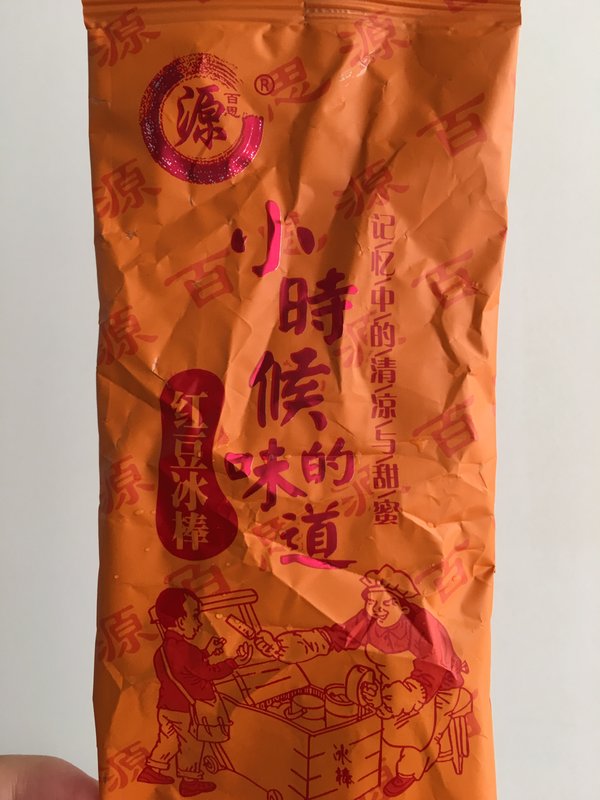 源
百思
®
小時候的味道
记忆中的清凉与甜蜜
红豆冰棒
冰棒